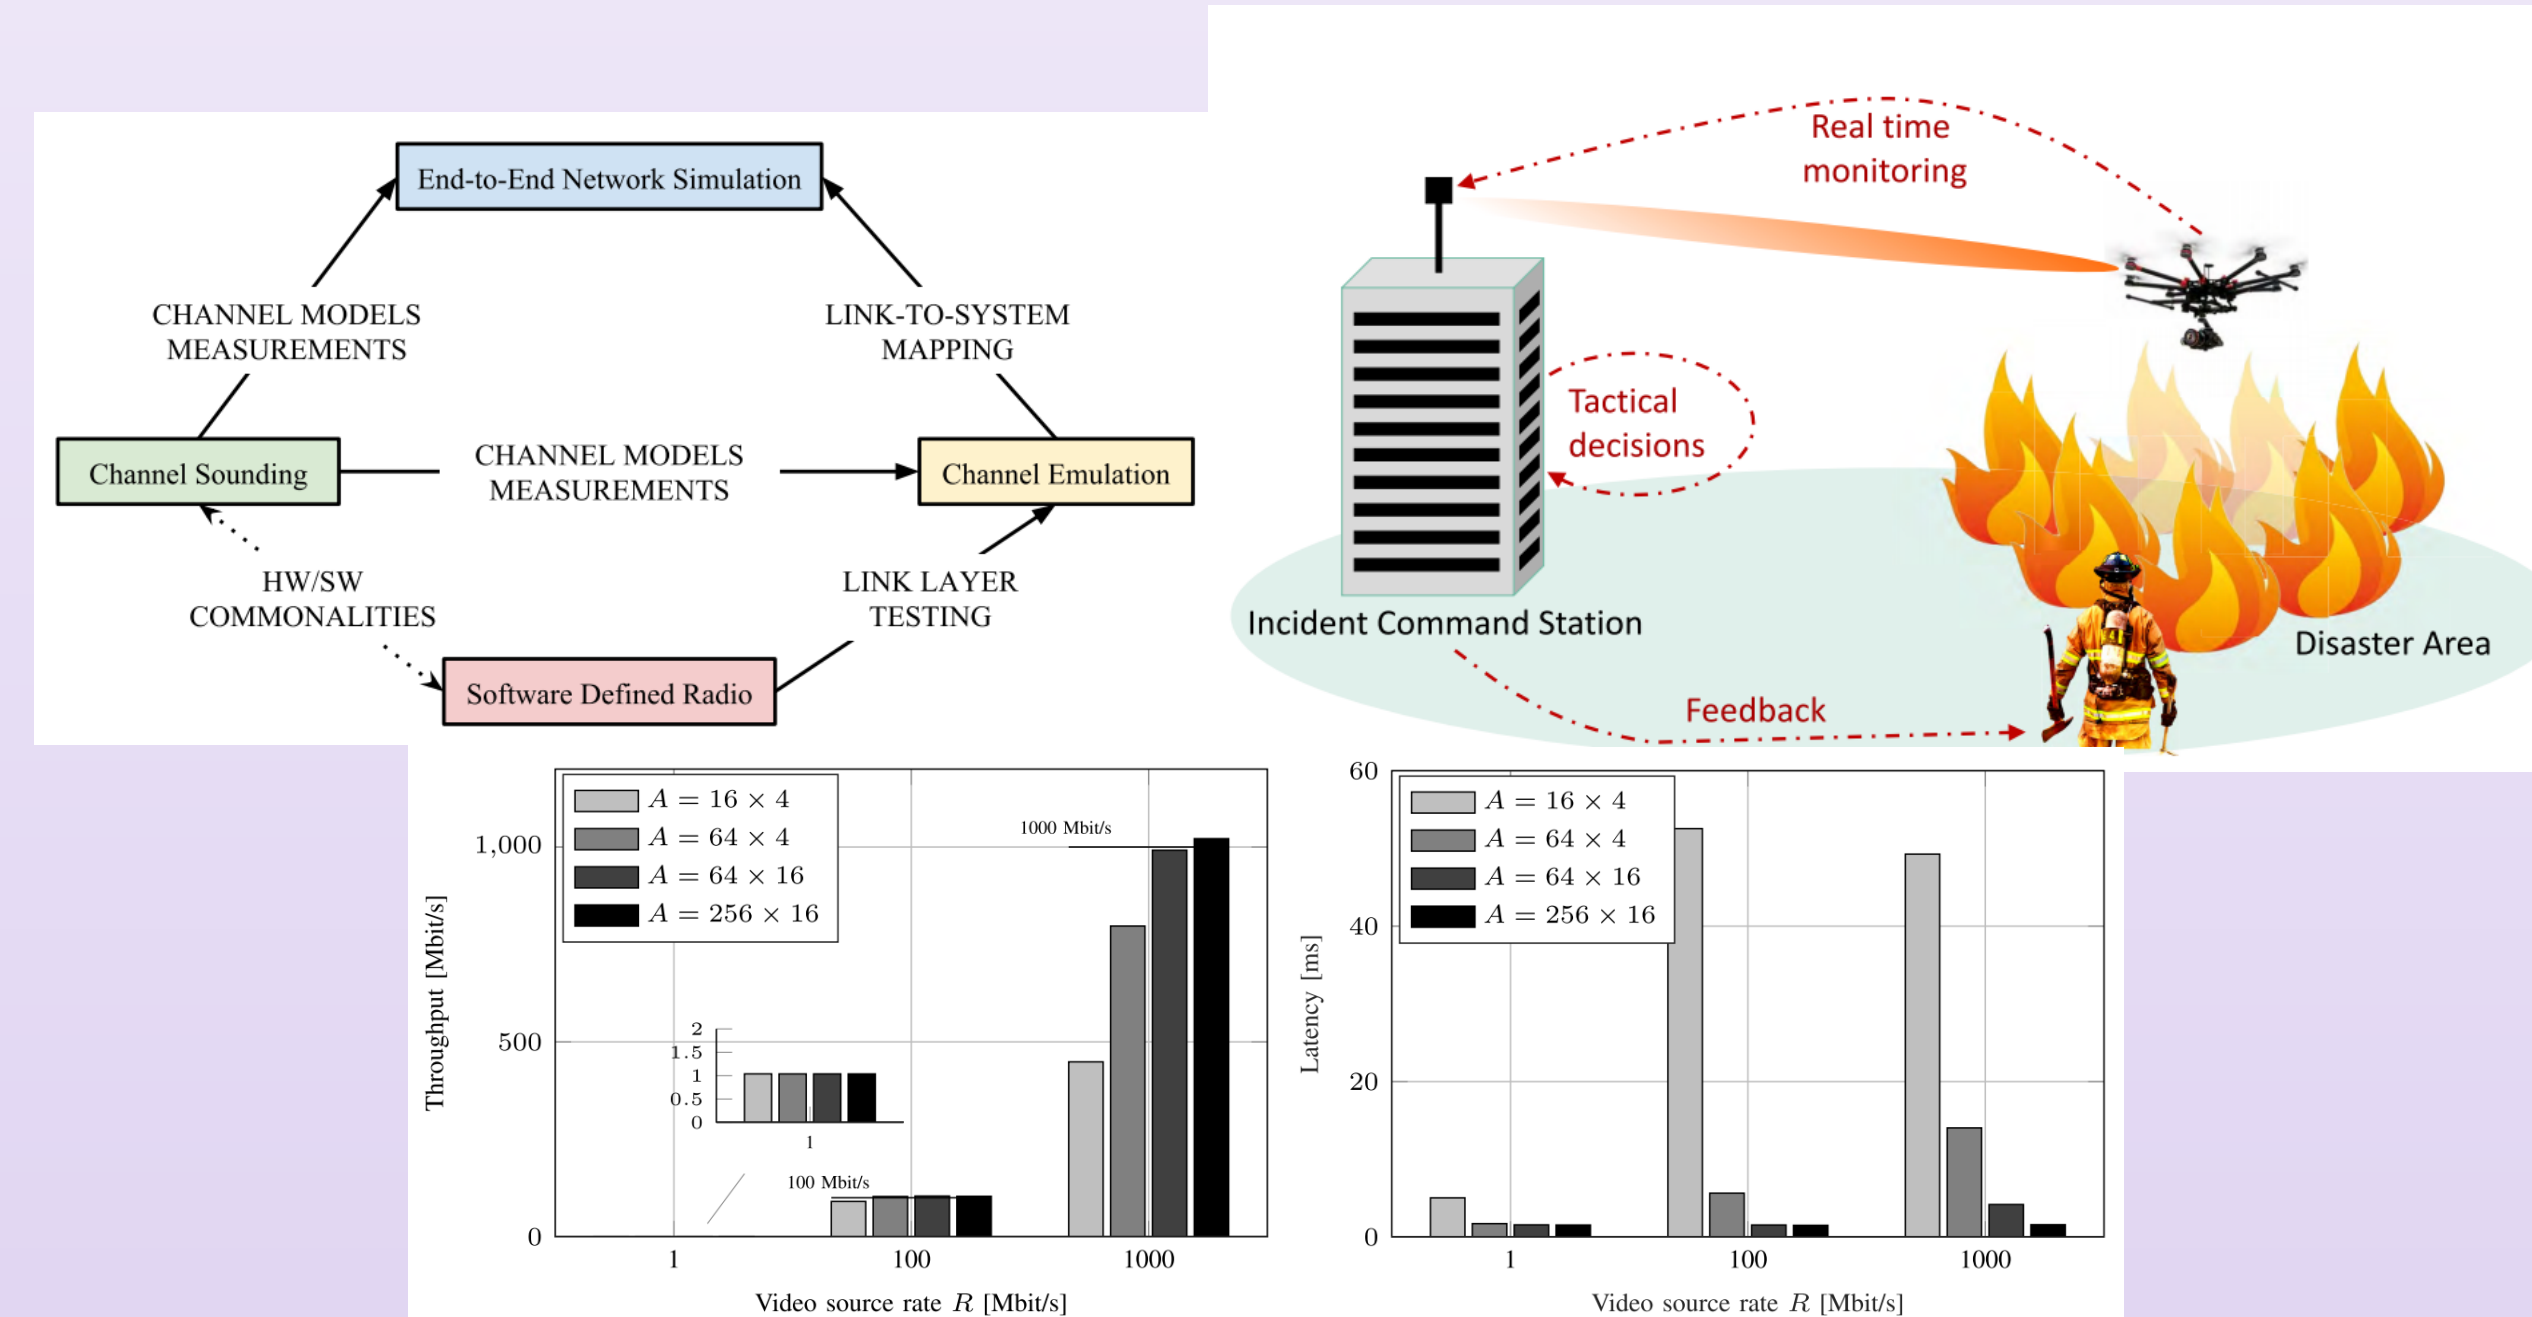 End-to-End Network Simulation
CHANNEL MODELS
MEASUREMENTS
LINK-TO-SYSTEM
MAPPING
Channel Sounding
CHANNEL MODELS
MEASUREMENTS
Channel Emulation
HW/SW
COMMONALITIES
LINK LAYER
TESTING
Software Defined Radio
Real time
monitoring
Tactical
decisions
Incident Command Station
Disaster Area
Feedback
A = 16 × 4
A = 64 × 4
A = 64 × 16
A = 256 × 16
1000 Mbit/s
1,000
500
0
Throughput [Mbit/s]
2
1.5
1
0.5
0
1
100 Mbit/s
1
100
1000
Video source rate R [Mbit/s]
A = 16 × 4
A = 64 × 4
A = 64 × 16
A = 256 × 16
60
40
20
0
Latency [ms]
1
100
1000
Video source rate R [Mbit/s]